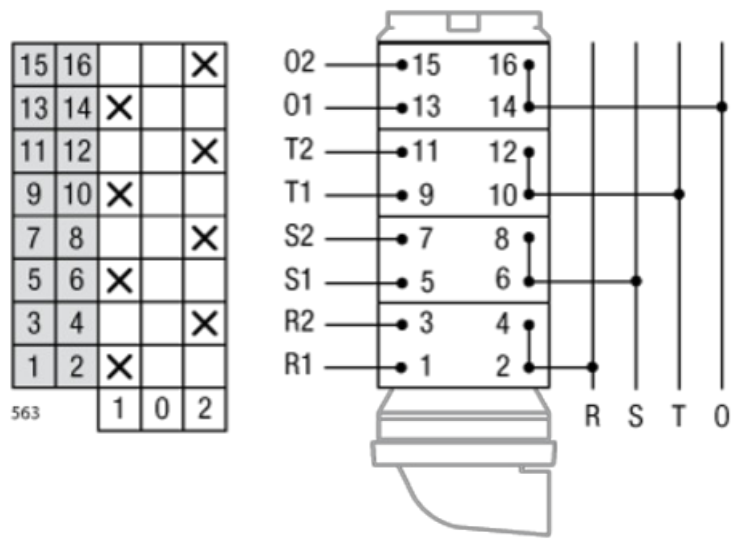 15 16 X O2 15 16
13 14 X O1 13 14
11 12 X T2 11 12
9 10 X T1 9 10
7 8 X S2 7 8
5 6 X S1 5 6
3 4 X R2 3 4
1 2 X R1 1 2
563 1 0 2 R S T O